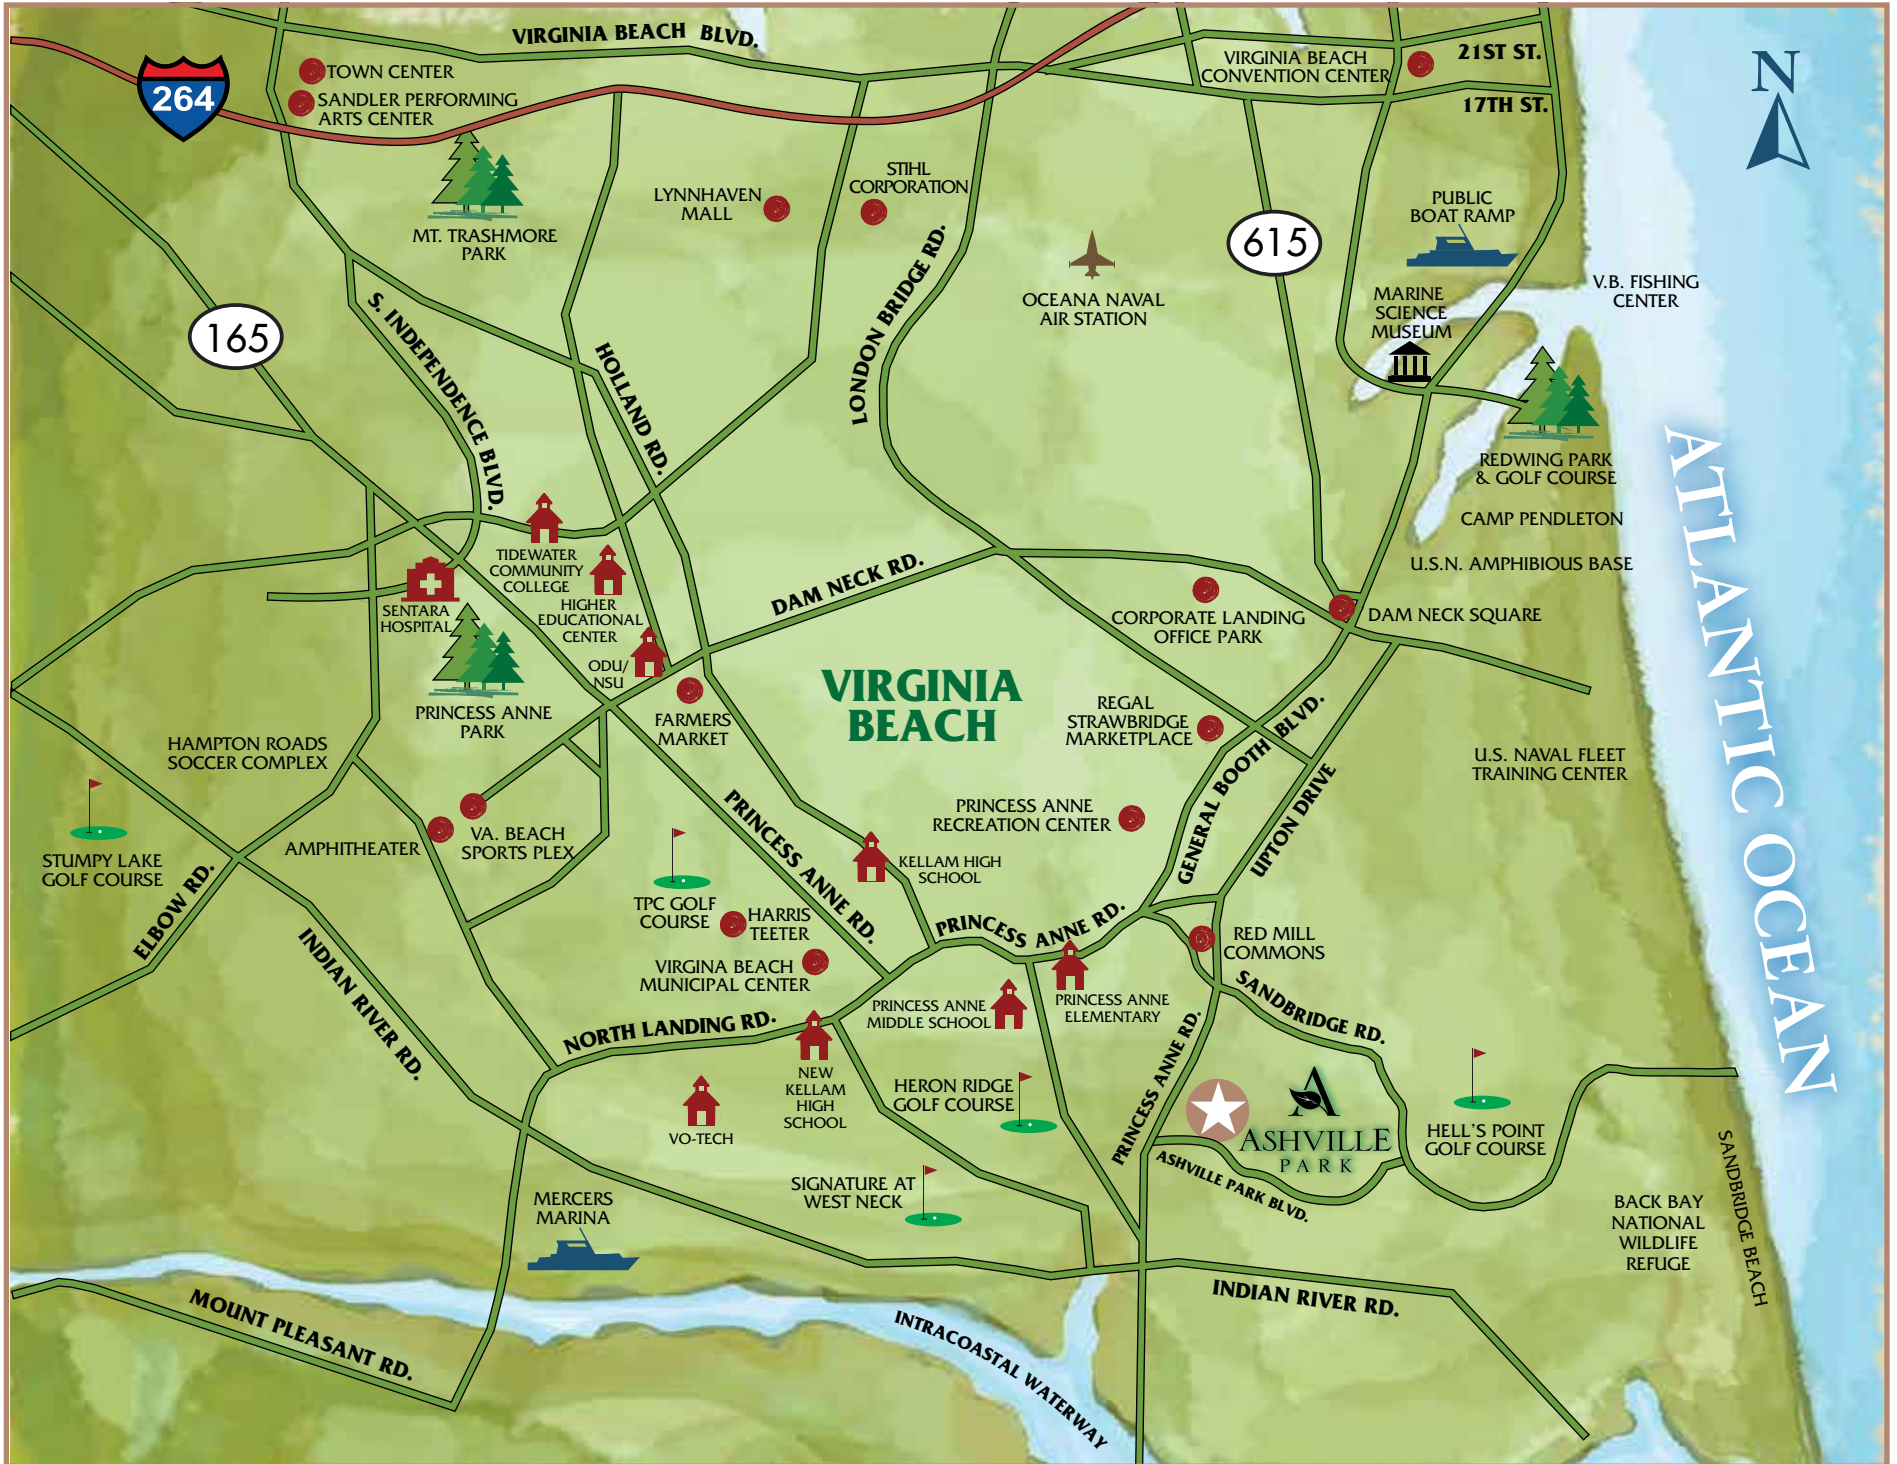 VIRGINIA BEACH BLVD.
21ST ST.
VIRGINIA BEACH
CONVENTION CENTER
17TH ST.
N
264
TOWN CENTER
SANDLER PERFORMING
ARTS CENTER
STIHL
CORPORATION
LYNNHAVEN
MALL
MT. TRASHMORE
PARK
PUBLIC
BOAT RAMP
615
LONDON BRIDGE RD.
OCEANA NAVAL
AIR STATION
V.B. FISHING
CENTER
MARINE
SCIENCE
MUSEUM
165
S. INDEPENDENCE BLVD.
HOLLAND RD.
REDWING PARK
& GOLF COURSE
CAMP PENDLETON
U.S.N. AMPHIBIOUS BASE
ATLANTIC OCEAN
TIDEWATER
COMMUNITY
COLLEGE
HIGHER
EDUCATIONAL
CENTER
SENTARA
HOSPITAL
DAM NECK RD.
CORPORATE LANDING
OFFICE PARK
DAM NECK SQUARE
ODU/
NSU
VIRGINIA
BEACH
PRINCESS ANNE
PARK
FARMERS
MARKET
REGAL
STRAWBRIDGE
MARKETPLACE
GENERAL BOOTH BLVD.
HAMPTON ROADS
SOCCER COMPLEX
U.S. NAVAL FLEET
TRAINING CENTER
UPTON DRIVE
PRINCESS ANNE
RECREATION CENTER
PRINCESS ANNE RD.
VA. BEACH
SPORTS PLEX
AMPHITHEATER
STUMPY LAKE
GOLF COURSE
KELLAM HIGH
SCHOOL
ELBOW RD.
TPC GOLF
COURSE
HARRIS
TEETER
PRINCESS ANNE RD.
RED MILL
COMMONS
INDIAN RIVER RD.
VIRGINA BEACH
MUNICIPAL CENTER
SANDBRIDGE RD.
PRINCESS ANNE
MIDDLE SCHOOL
PRINCESS ANNE
ELEMENTARY
NORTH LANDING RD.
PRINCESS ANNE RD.
NEW
KELLAM
HIGH
SCHOOL
HERON RIDGE
GOLF COURSE
VO-TECH
A
ASHVILLE
PARK
HELL'S POINT
GOLF COURSE
ASHVILLE PARK BLVD.
SANDBRIDGE BEACH
SIGNATURE AT
WEST NECK
MERCERS
MARINA
BACK BAY
NATIONAL
WILDLIFE
REFUGE
INDIAN RIVER RD.
MOUNT PLEASANT RD.
INTRACOASTAL WATERWAY